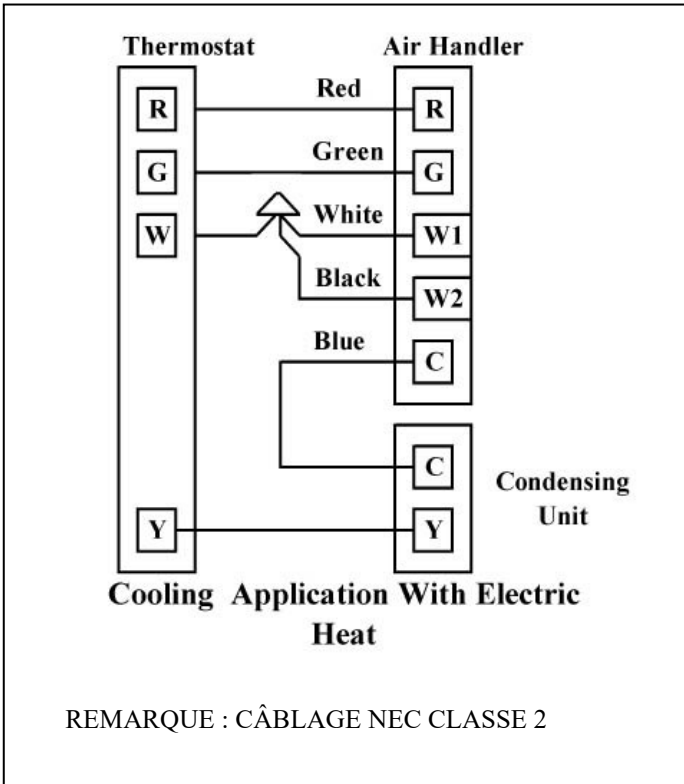 Thermostat Air Handler
R Red R
G Green G
W White W1
Black W2
Blue C
C
Condensing
Unit
Y Y
Cooling Application With Electric
Heat
REMARQUE : CÂBLAGE NEC CLASSE 2